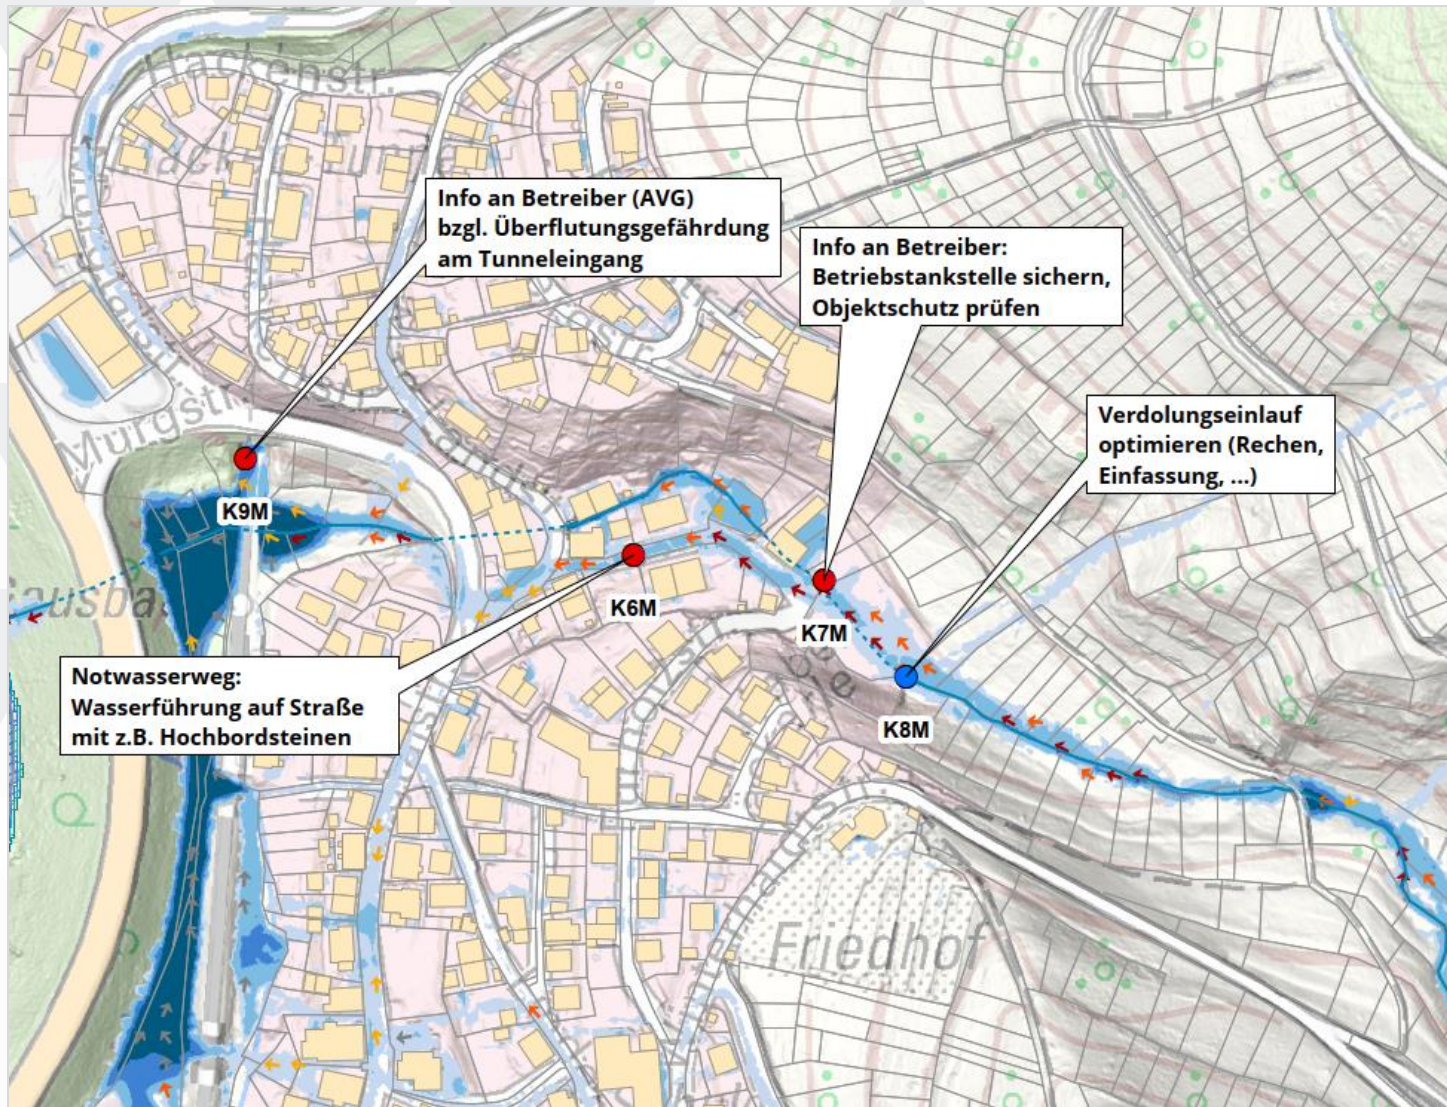 Hackenstr.
Info an Betreiber (AVG)
bzgl. Überflutungsgefährdung
am Tunneleingang
Info an Betreiber:
Betriebstankstelle sichern,
Objektschutz prüfen
Verdolungseinlauf
optimieren (Rechen,
Einfassung, ...)
Murgstr.
K9M
K6M
K7M
K8M
Notwasserweg:
Wasserführung auf Straße
mit z.B. Hochbordsteinen
Friedhof